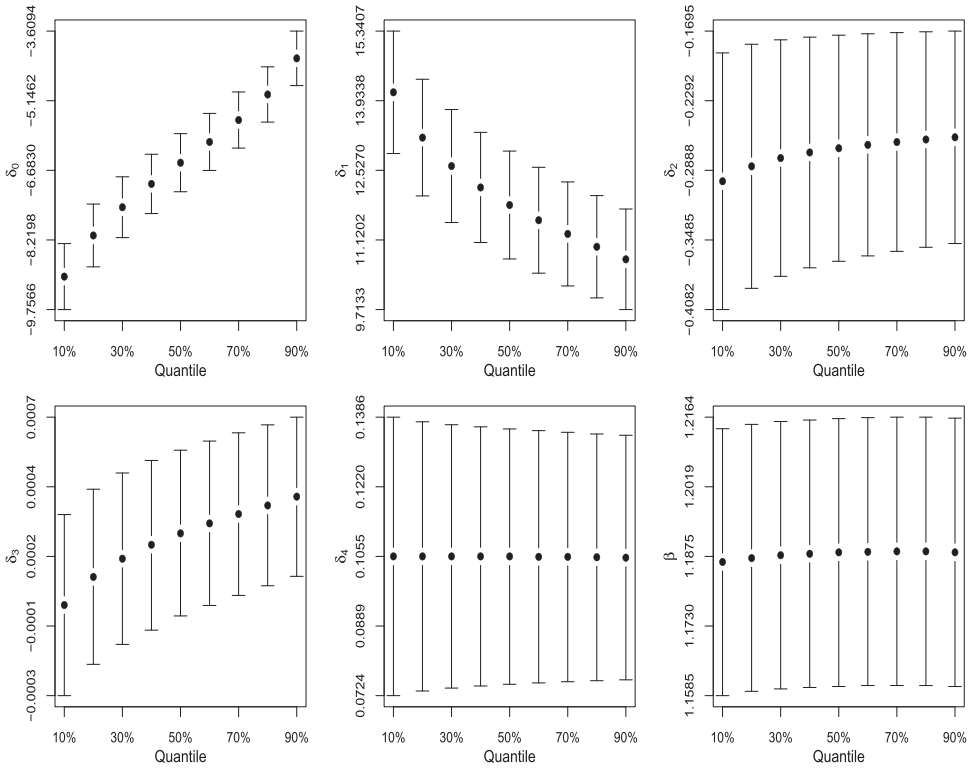 δ0
−3.6094
−5.1462
−6.6830
−8.2198
−9.7566
10% 30% 50% 70% 90%
Quantile
δ1
15.3407
13.9338
12.5270
11.1202
9.7133
10% 30% 50% 70% 90%
Quantile
δ2
−0.1695
−0.2292
−0.2888
−0.3485
−0.4082
10% 30% 50% 70% 90%
Quantile
δ3
0.0007
0.0004
0.0002
−0.0001
−0.0003
10% 30% 50% 70% 90%
Quantile
δ4
0.1386
0.1220
0.1055
0.0889
0.0724
10% 30% 50% 70% 90%
Quantile
β
1.2164
1.2019
1.1875
1.1730
1.1585
10% 30% 50% 70% 90%
Quantile